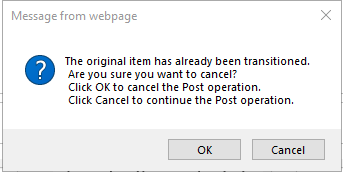 Message from webpage
The original item has already been transitioned.
Are you sure you want to cancel?
Click OK to cancel the Post operation.
Click Cancel to continue the Post operation.
OK
Cancel